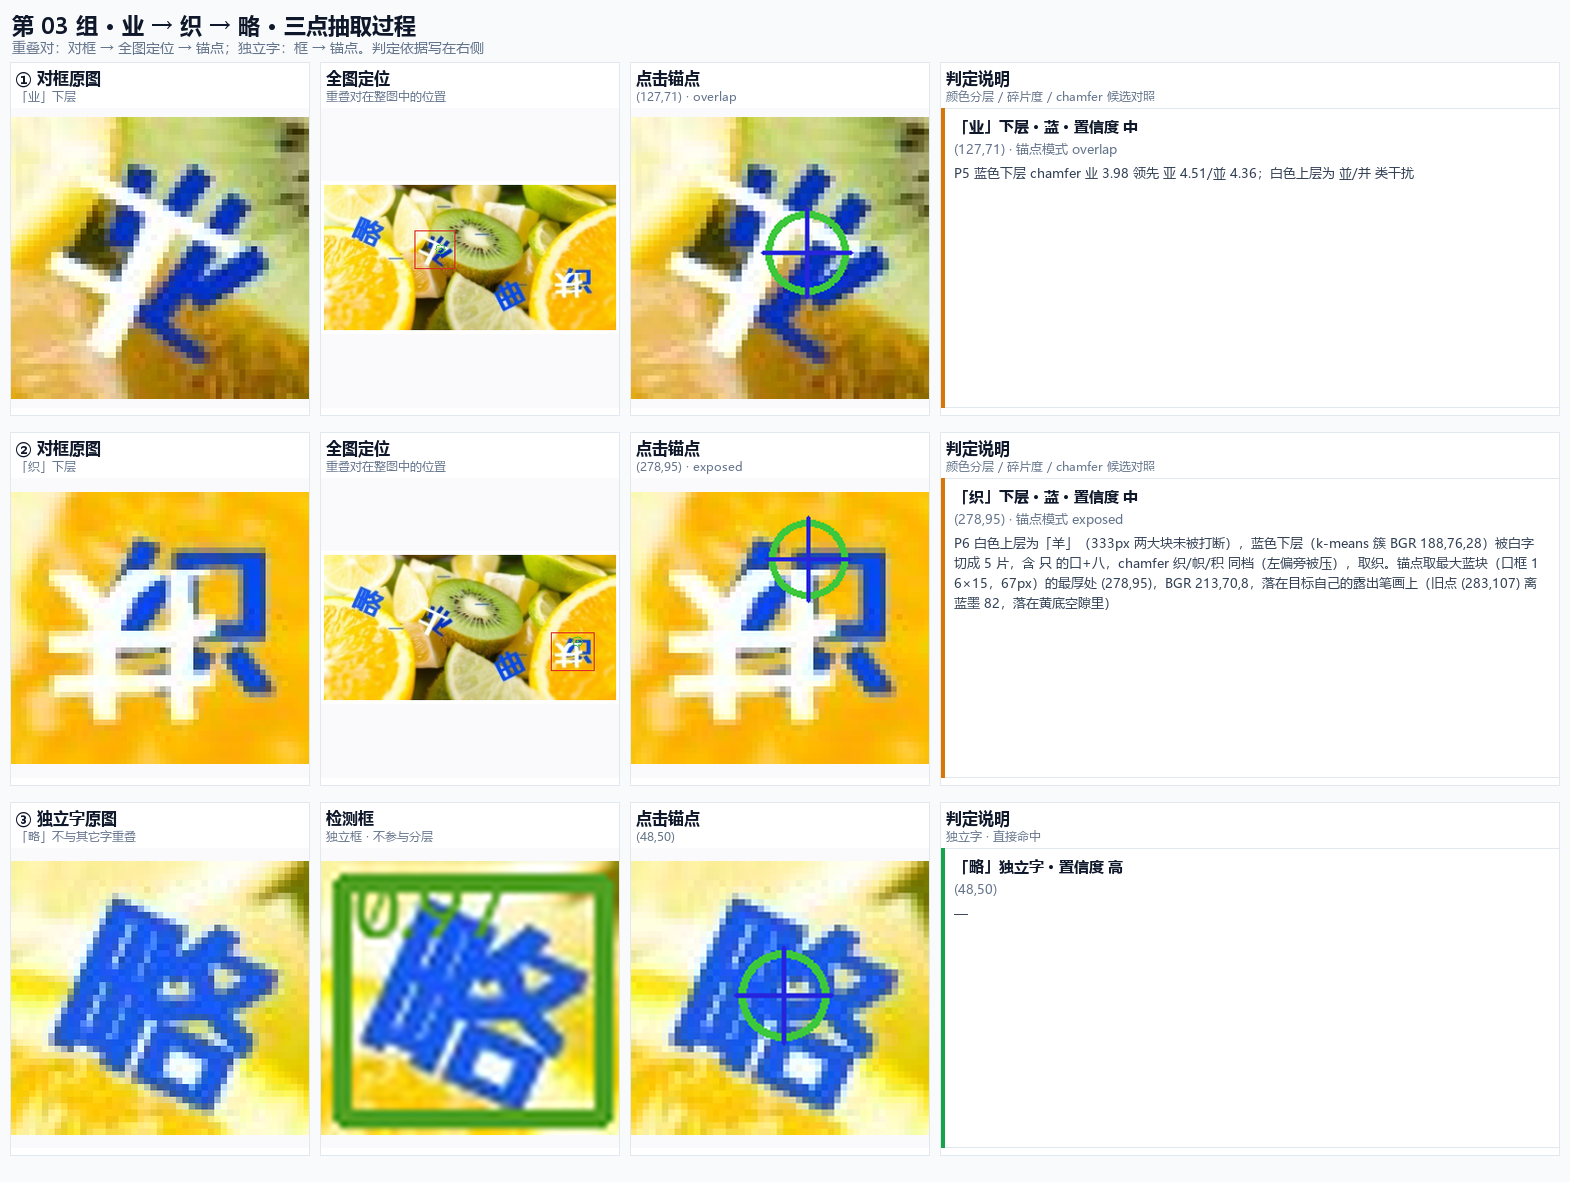 第 03 组 · 业 → 织 → 略 · 三点抽取过程
重叠对：对框 → 全图定位 → 锚点；独立字：框 → 锚点。判定依据写在右侧
① 对框原图
「业」下层
全图定位
重叠对在整图中的位置
略
曲
点击锚点
(127,71) · overlap
判定说明
颜色分层 / 碎片度 / chamfer 候选对照
「业」下层 · 蓝 · 置信度 中
(127,71) · 锚点模式 overlap
P5 蓝色下层 chamfer 业 3.98 领先 亚 4.51/並 4.36；白色上层为 並/并 类干扰
② 对框原图
「织」下层
全图定位
重叠对在整图中的位置
略
曲
点击锚点
(278,95) · exposed
判定说明
颜色分层 / 碎片度 / chamfer 候选对照
「织」下层 · 蓝 · 置信度 中
(278,95) · 锚点模式 exposed
P6 白色上层为「羊」（333px 两大块未被打断），蓝色下层（k-means 簇 BGR 188,76,28）被白字
切成 5 片，含 只 的口+八，chamfer 织/帜/积 同档（左偏旁被压），取织。锚点取最大蓝块（口框 1
6×15，67px）的最厚处 (278,95)，BGR 213,70,8，落在目标自己的露出笔画上（旧点 (283,107) 离
蓝墨 82，落在黄底空隙里）
③ 独立字原图
「略」不与其它字重叠
略
检测框
独立框 · 不参与分层
0.97
略
点击锚点
(48,50)
略
判定说明
独立字 · 直接命中
「略」独立字 · 置信度 高
(48,50)
—